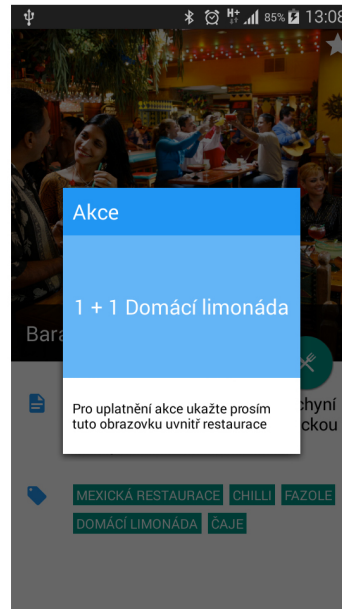 85% 13:08
Akce
1 + 1 Domácí limonáda
Bara
Pro uplatnění akce ukažte prosím
tuto obrazovku uvnitř restaurace
chyní
ckou
MEXICKÁ RESTAURACE CHILLI FAZOLE
DOMÁCÍ LIMONÁDA ČAJE